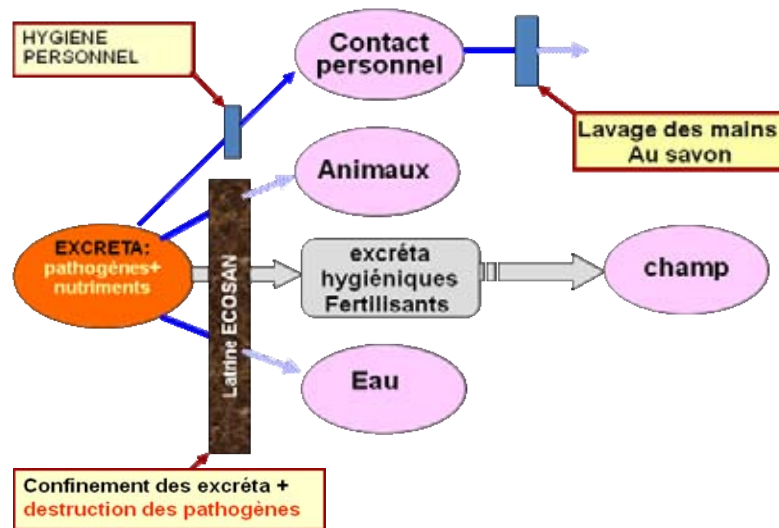 HYGIENE
PERSONNEL
Contact
personnel
Lavage des mains
Au savon
Animaux
EXCRETA:
pathogènes+
nutriments
Latrine ECOSAN
excréta
hygiéniques
Fertilisants
champ
Eau
Confinement des excréta +
destruction des pathogènes